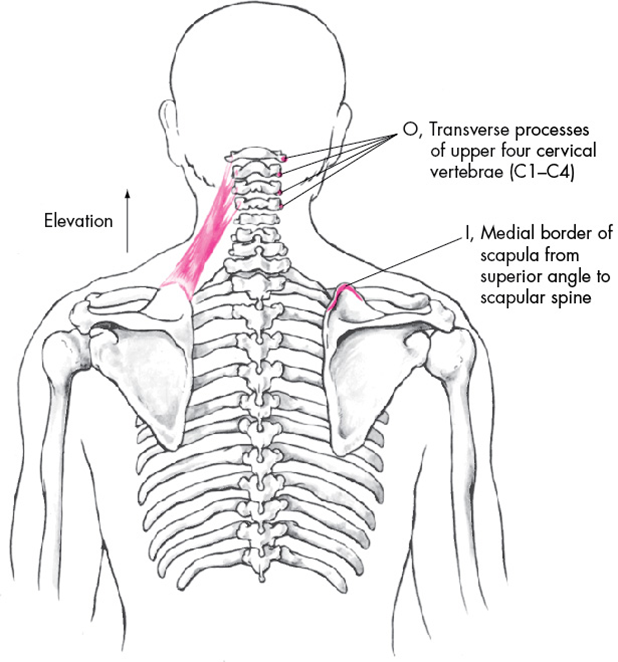 O, Transverse processes
of upper four cervical
vertebrae (C1–C4)
Elevation
I, Medial border of
scapula from
superior angle to
scapular spine